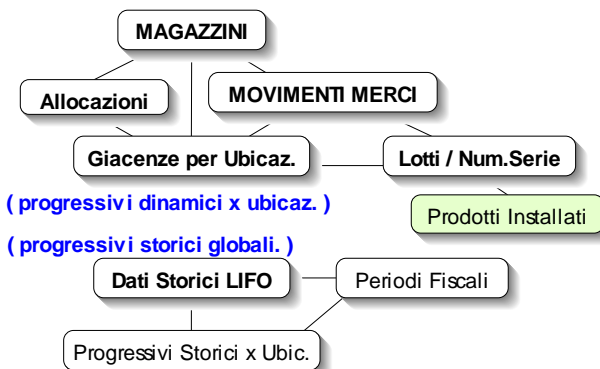 MAGAZZINI
Allocazioni
MOVIMENTI MERCI
Giacenze per Ubicaz.
Lotti / Num.Serie
( progressivi dinamici x ubicaz. )
Prodotti Installati
( progressivi storici globali. )
Dati Storici LIFO
Periodi Fiscali
Progressivi Storici x Ubic.